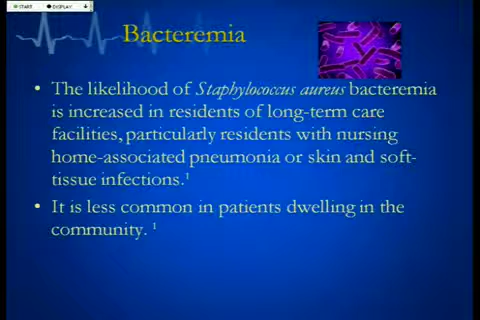 START DISPLAY
Bacteremia
• The likelihood of Staphylococcus aureus bacteremia
is increased in residents of long-term care
facilities, particularly residents with nursing
home-associated pneumonia or skin and soft-
tissue infections.¹
• It is less common in patients dwelling in the
community. ¹